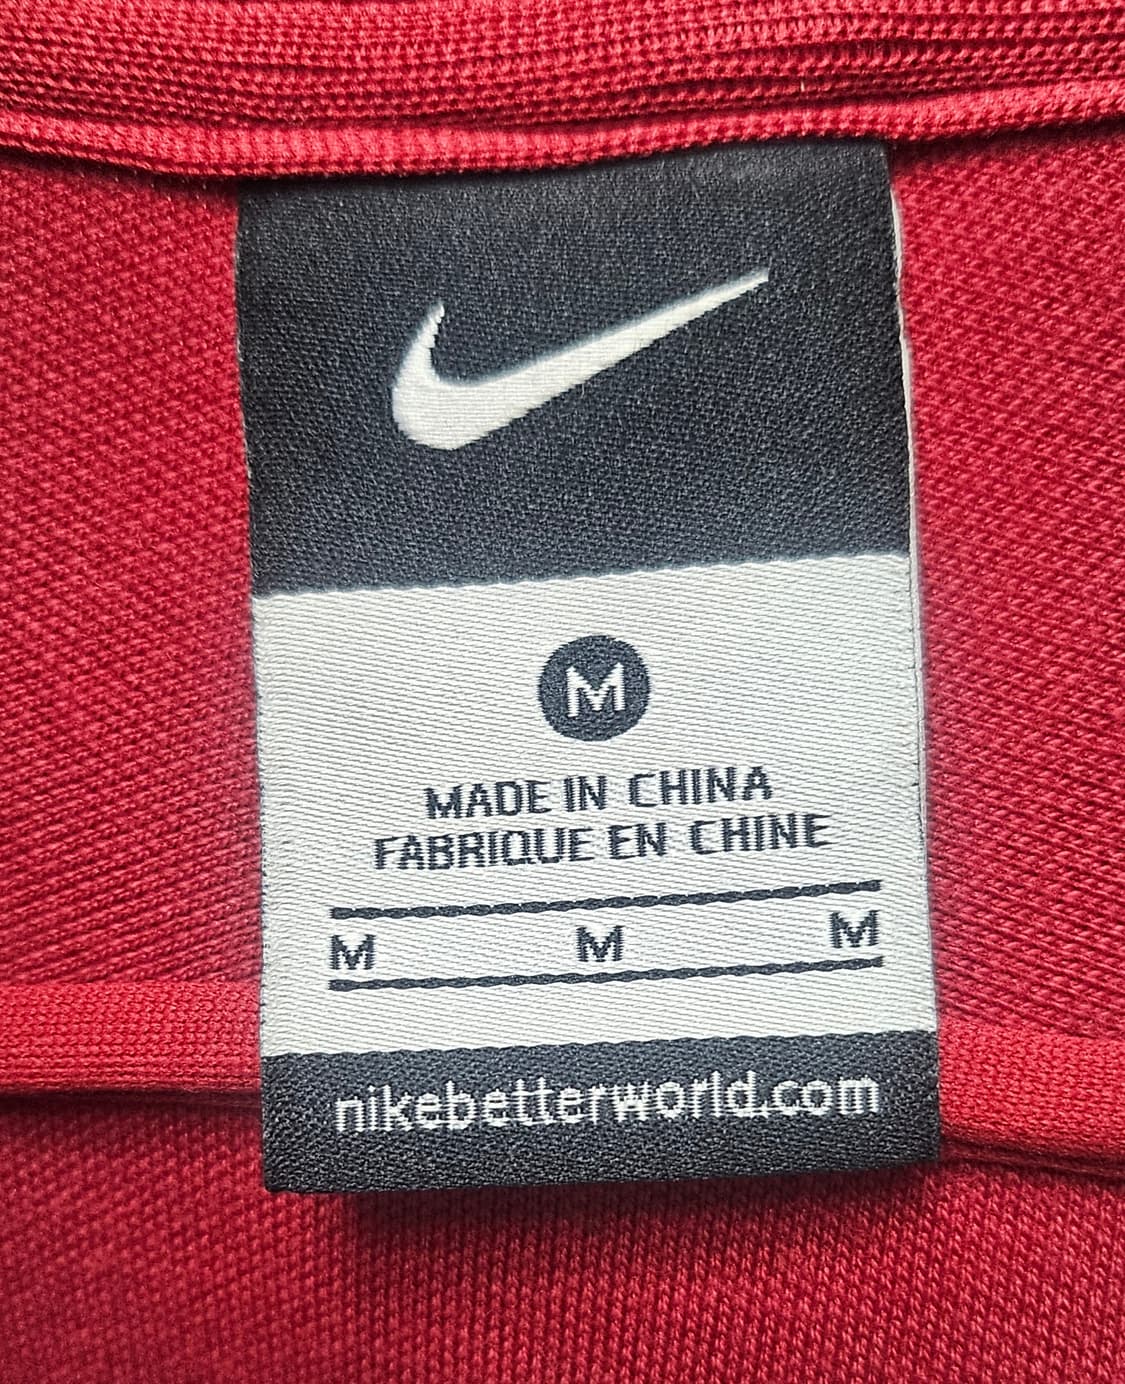 M
MADE IN CHINA
FABRIQUE EN CHINE
M M M
nikebetterworld.com